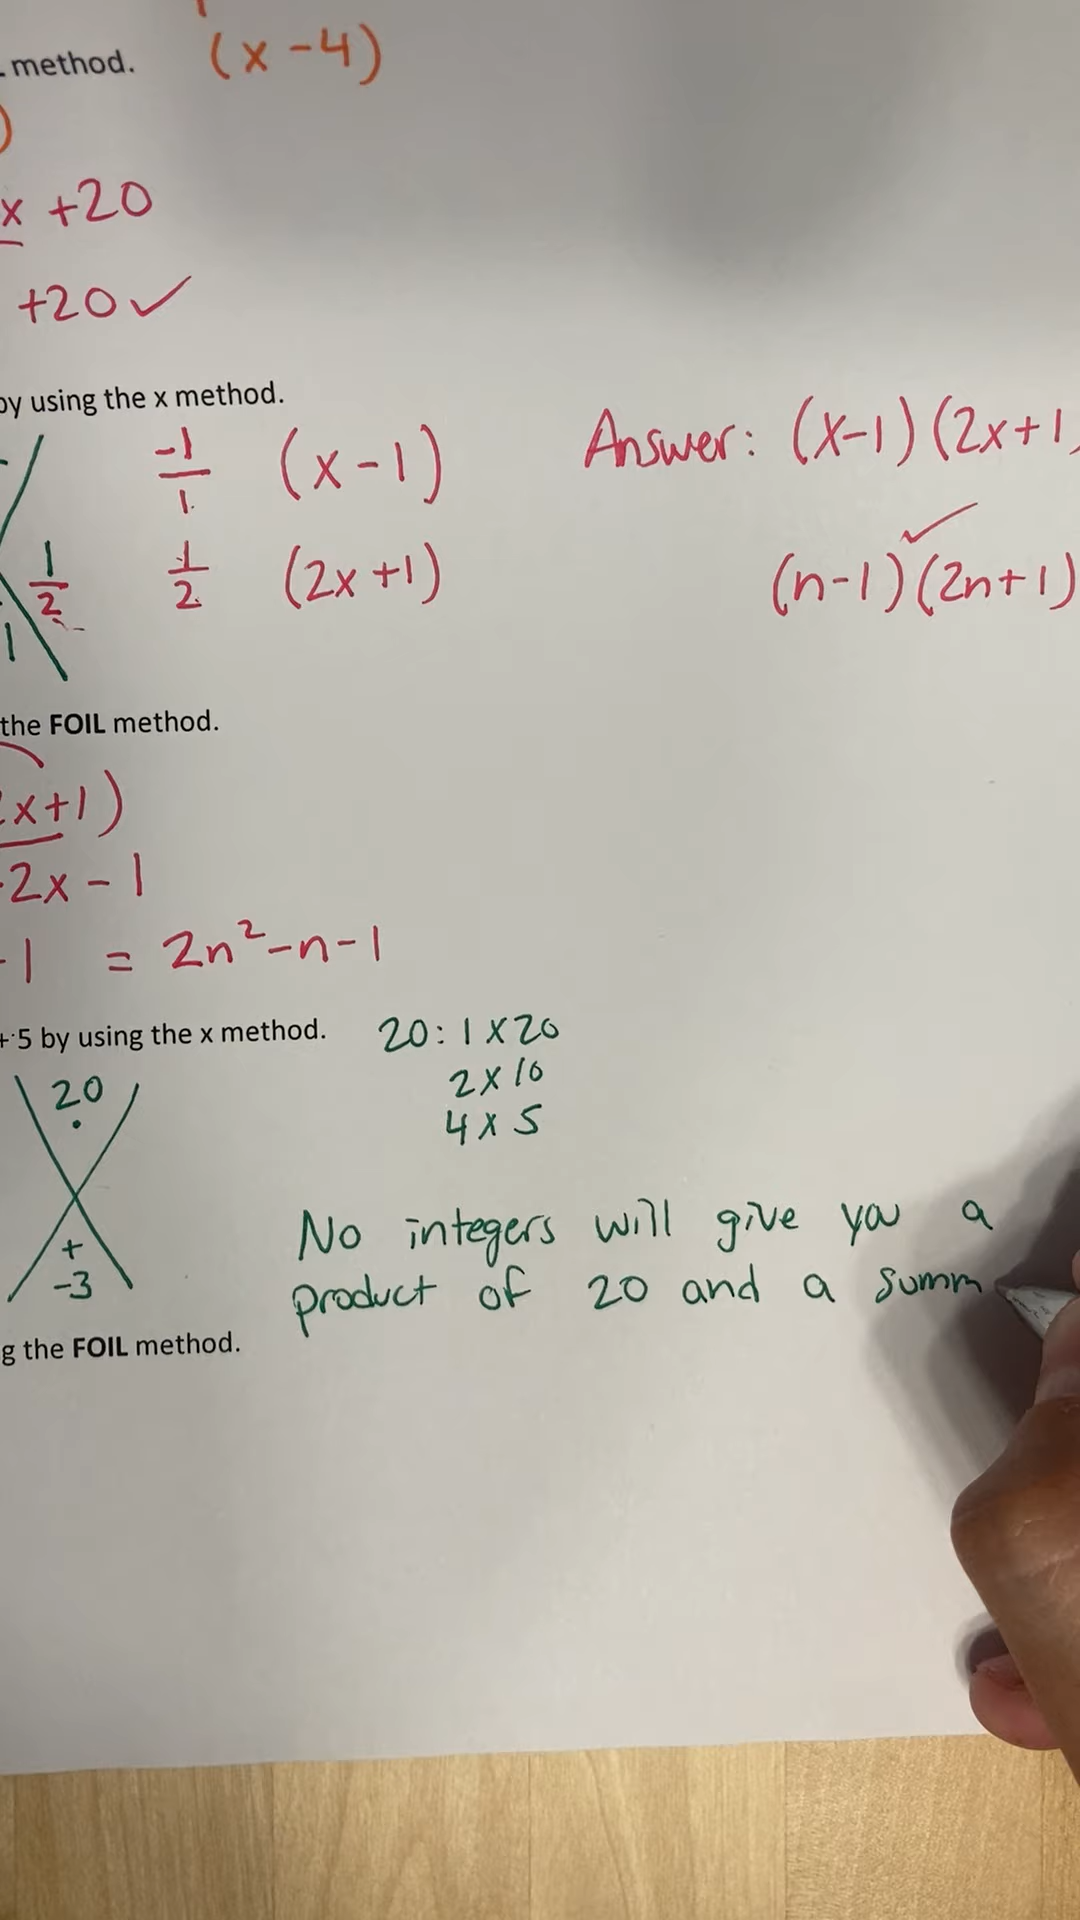 method. (x-4)
)
x +20
+20✓
by using the x method.
-1/1 (x-1) Answer: (x-1)(2x+1
1/2 1/2 (2x+1) (n-1)(2n+1)
1
the FOIL method.
x+1)
-2x-1
-1 = 2n²-n-1
+ 5 by using the x method. 20: 1x20
20 2x10
4x5
+
-3
No integers will give you a
product of 20 and a summ
g the FOIL method.